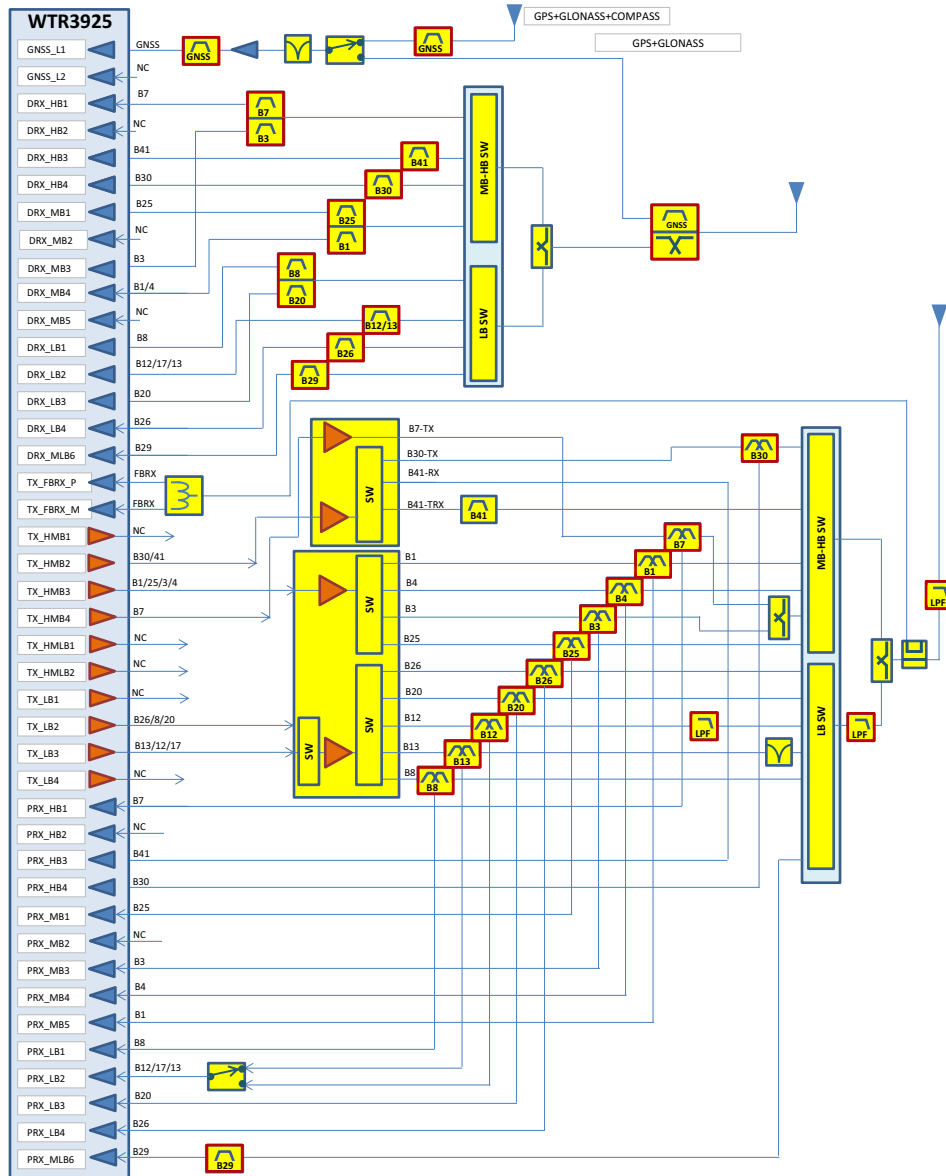 WTR3925
GPS+GLONASS+COMPASS
GPS+GLONASS
GNSS_L1
GNSS
GNSS
GNSS
GNSS_L2
NC
DRX_HB1
B7
B7
DRX_HB2
NC
B3
DRX_HB3
B41
B41
DRX_HB4
B30
B30
DRX_MB1
B25
B25
DRX_MB2
NC
B1
DRX_MB3
B3
B8
DRX_MB4
B1/4
B20
DRX_MB5
NC
B12/13
DRX_LB1
B8
B26
DRX_LB2
B12/17/13
B29
DRX_LB3
B20
DRX_LB4
B26
DRX_MLB6
B29
MB-HB SW
LB SW
GNSS
TX_FBRX_P
FBRX
TX_FBRX_M
FBRX
TX_HMB1
NC
TX_HMB2
B30/41
TX_HMB3
B1/25/3/4
TX_HMB4
B7
TX_HMLB1
NC
TX_HMLB2
NC
TX_LB1
NC
TX_LB2
B26/8/20
TX_LB3
B13/12/17
TX_LB4
NC
SW
SW
SW
SW
B7-TX
B30-TX
B41-RX
B41-TRX
B41
B30
B1
B4
B3
B25
B26
B20
B12
B13
B8
B7
B1
B4
B3
B25
B26
B20
B12
B13
B8
LPF
MB-HB SW
LB SW
LPF
LPF
PRX_HB1
B7
PRX_HB2
NC
PRX_HB3
B41
PRX_HB4
B30
PRX_MB1
B25
PRX_MB2
NC
PRX_MB3
B3
PRX_MB4
B4
PRX_MB5
B1
PRX_LB1
B8
PRX_LB2
B12/17/13
PRX_LB3
B20
PRX_LB4
B26
PRX_MLB6
B29
B29